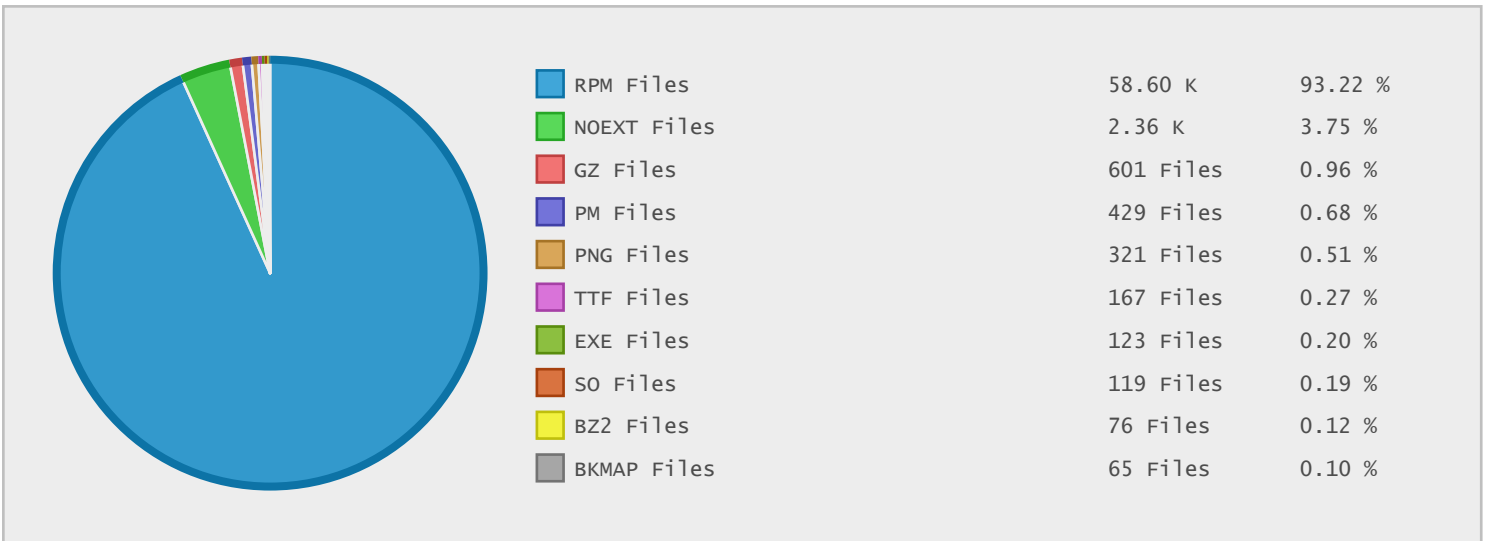 RPM Files 58.60 K 93.22 %
NOEXT Files 2.36 K 3.75 %
GZ Files 601 Files 0.96 %
PM Files 429 Files 0.68 %
PNG Files 321 Files 0.51 %
TTF Files 167 Files 0.27 %
EXE Files 123 Files 0.20 %
SO Files 119 Files 0.19 %
BZ2 Files 76 Files 0.12 %
BKMAP Files 65 Files 0.10 %